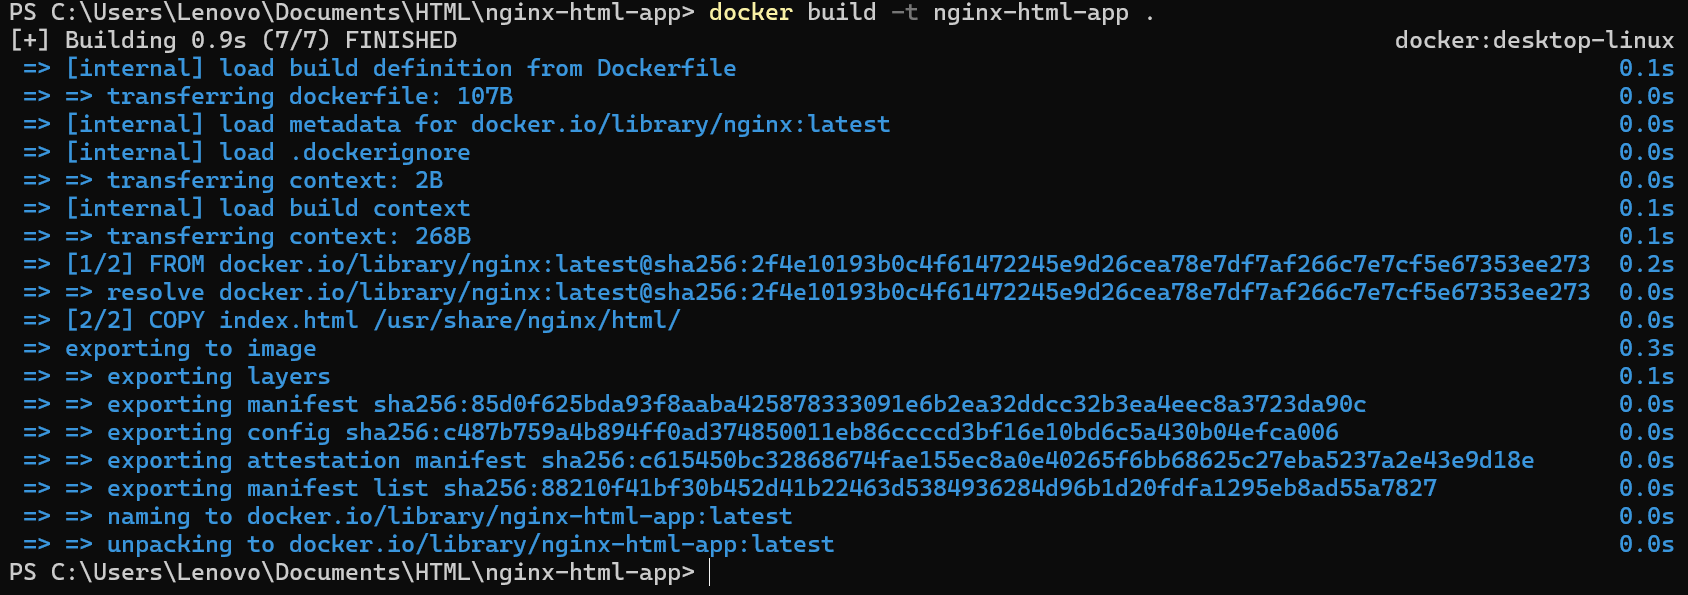 PS C:\Users\Lenovo\Documents\HTML\nginx-html-app> docker build -t nginx-html-app .
[+] Building 0.9s (7/7) FINISHED docker:desktop-linux
=> [internal] load build definition from Dockerfile 0.1s
=> => transferring dockerfile: 107B 0.0s
=> [internal] load metadata for docker.io/library/nginx:latest 0.0s
=> [internal] load .dockerignore 0.0s
=> => transferring context: 2B 0.0s
=> [internal] load build context 0.1s
=> => transferring context: 268B 0.1s
=> [1/2] FROM docker.io/library/nginx:latest@sha256:2f4e10193b0c4f61472245e9d26cea78e7df7af266c7e7cf5e67353ee273 0.2s
=> => resolve docker.io/library/nginx:latest@sha256:2f4e10193b0c4f61472245e9d26cea78e7df7af266c7e7cf5e67353ee273 0.0s
=> [2/2] COPY index.html /usr/share/nginx/html/ 0.0s
=> exporting to image 0.3s
=> => exporting layers 0.1s
=> => exporting manifest sha256:85d0f625bda93f8aaba425878333091e6b2ea32ddcc32b3ea4eec8a3723da90c 0.0s
=> => exporting config sha256:c487b759a4b894ff0ad374850011eb86ccccd3bf16e10bd6c5a430b04efca006 0.0s
=> => exporting attestation manifest sha256:c615450bc32868674fae155ec8a0e40265f6bb68625c27eba5237a2e43e9d18e 0.0s
=> => exporting manifest list sha256:88210f41bf30b452d41b22463d5384936284d96b1d20fdfa1295eb8ad55a7827 0.0s
=> => naming to docker.io/library/nginx-html-app:latest 0.0s
=> => unpacking to docker.io/library/nginx-html-app:latest 0.0s
PS C:\Users\Lenovo\Documents\HTML\nginx-html-app>